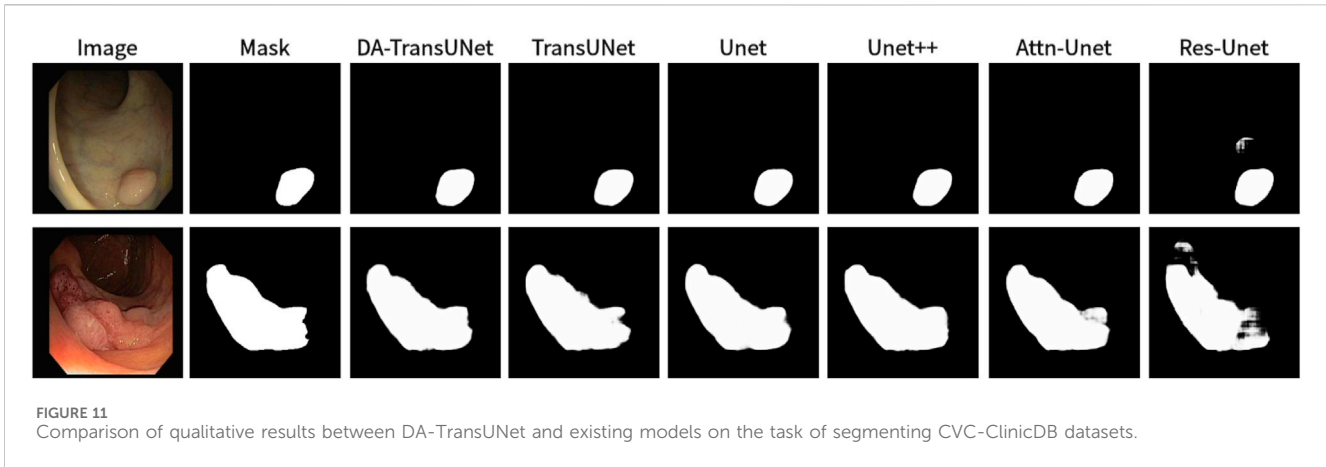 Image Mask DA-TransUNet TransUNet Unet Unet++ Attn-Unet Res-Unet
FIGURE 11
Comparison of qualitative results between DA-TransUNet and existing models on the task of segmenting CVC-ClinicDB datasets.